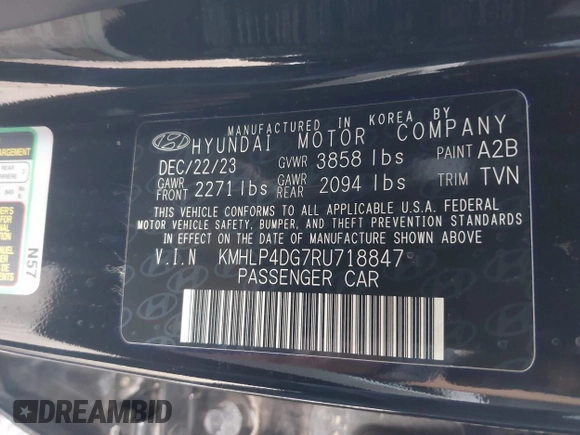 MANUFACTURED IN KOREA BY
HYUNDAI MOTOR COMPANY
DEC/22/23 GVWR 3858 lbs PAINT A2B
GAWR FRONT 2271 lbs GAWR REAR 2094 lbs TRIM TVN
THIS VEHICLE CONFORMS TO ALL APPLICABLE U.S.A. FEDERAL
MOTOR VEHICLE SAFETY, BUMPER, AND THEFT PREVENTION STANDARDS
IN EFFECT ON THE DATE OF MANUFACTURE SHOWN ABOVE
V.I.N KMHLP4DG7RU718847
PASSENGER CAR
N57
DREAMBID